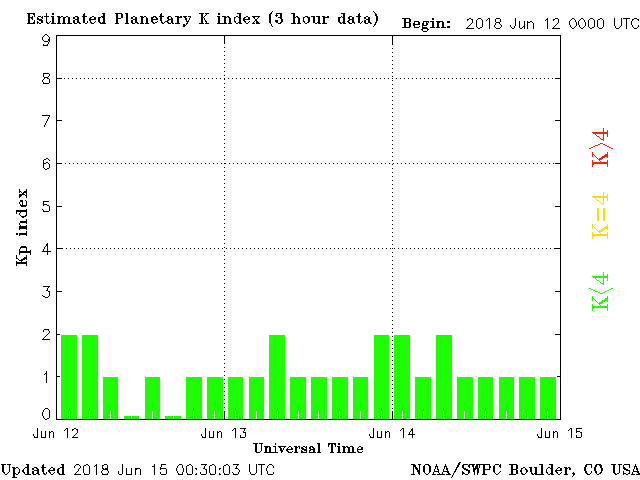 Estimated Planetary K index (3 hour data) Begin: 2018 Jun 12 0000 UTC
9
8
7
6
5
4
3
2
1
0
Kp index
K>4
K=4
K<4
Jun 12 Jun 13 Jun 14 Jun 15
Universal Time
Updated 2018 Jun 15 00:30:03 UTC NOAA/SWPC Boulder, CO USA